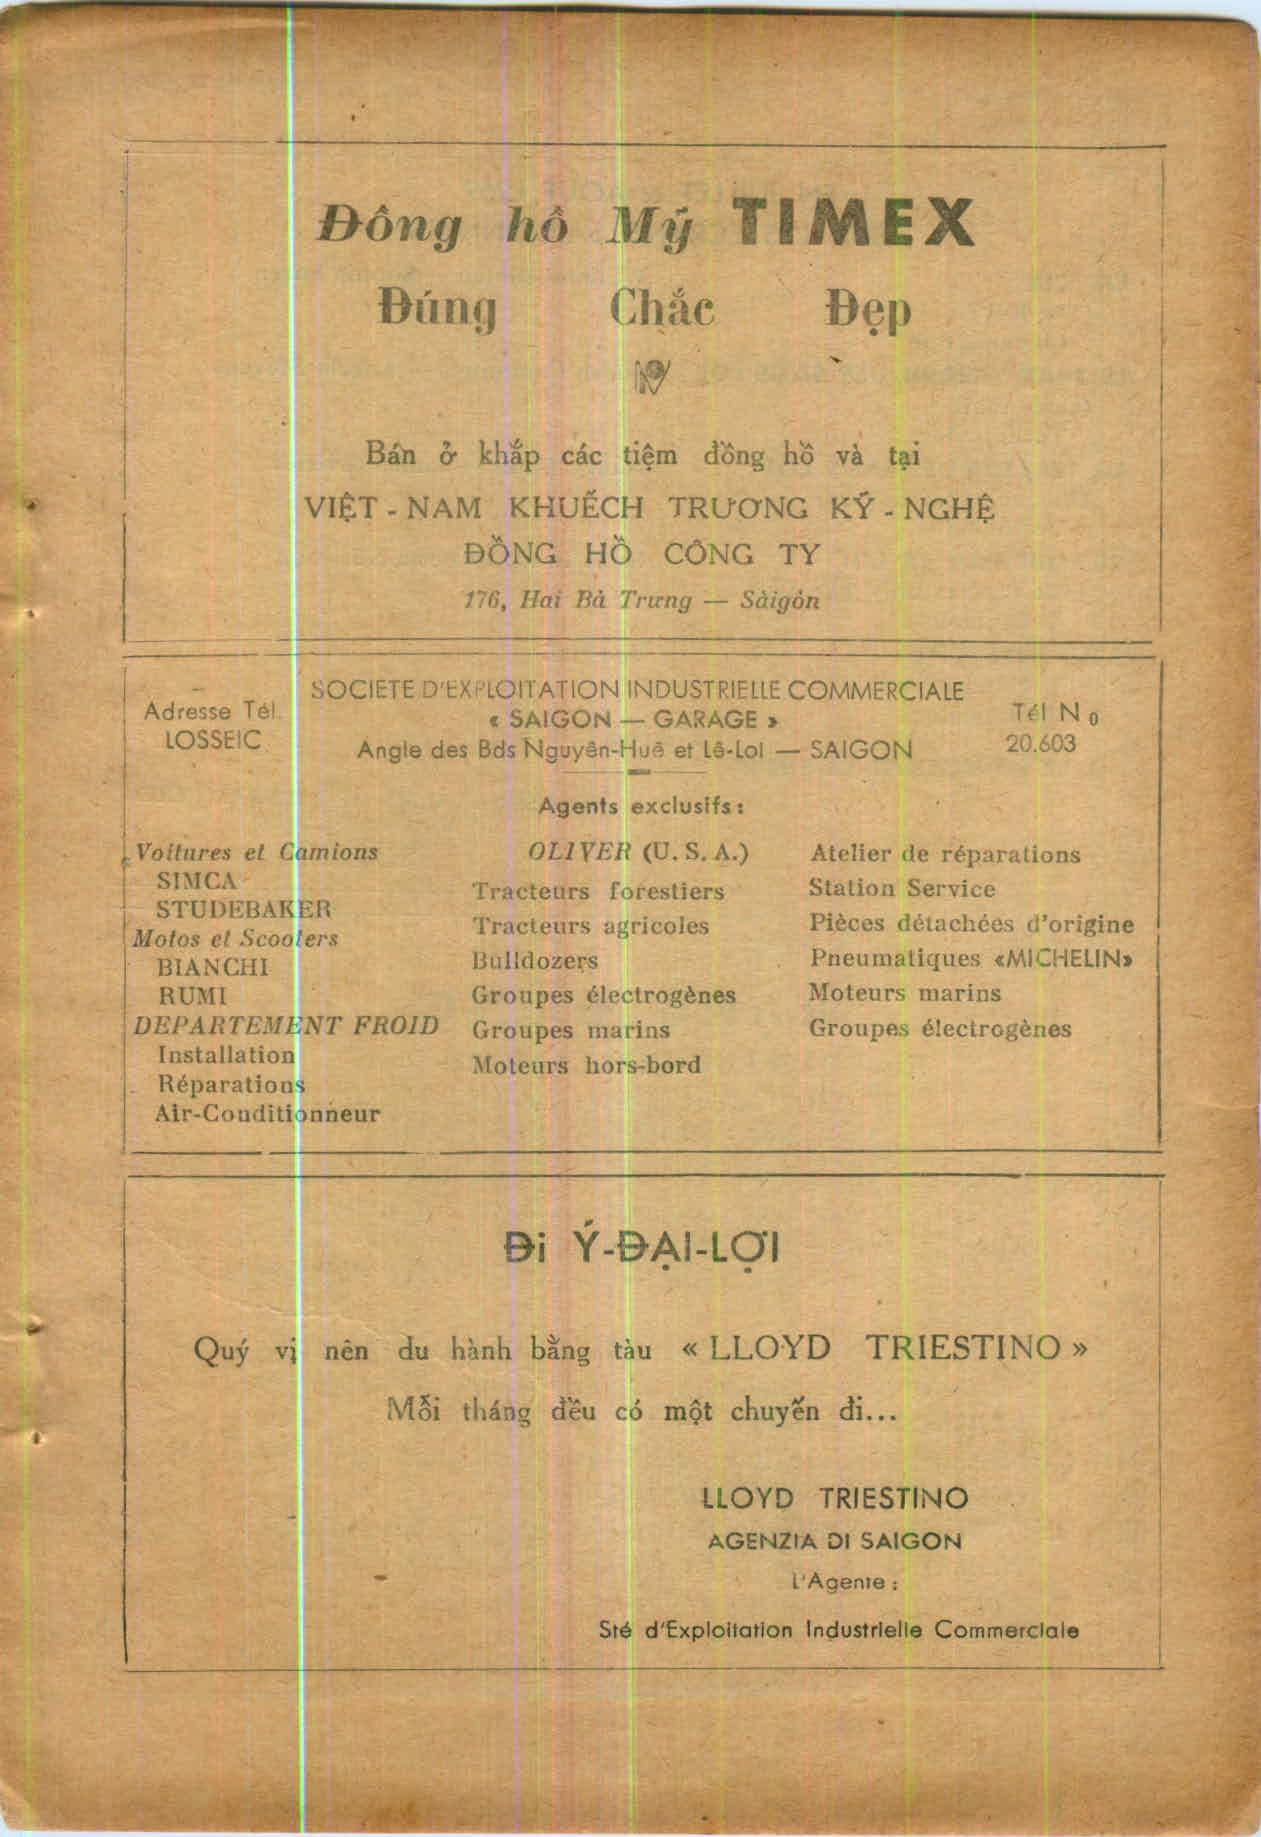 Đồng hồ Mỹ TIMEX
Đúng Chắc Đẹp
Bán ở khắp các tiệm đồng hồ và tại
VIỆT - NAM KHUẾCH TRƯƠNG KỸ - NGHỆ
ĐỒNG HỒ CÔNG TY
176, Hai Bà Trưng — Sàigòn
SOCIETE D'EXPLOITATION INDUSTRIELLE COMMERCIALE
« SAIGON — GARAGE »
Angle des Bds Nguyên-Huê et Lê-Loi — SAIGON
Adresse Tél.
LOSSEIC
Tél No
20.603
Agents exclusifs :
Voitures et Camions
SIMCA
STUDEBAKER
Motos et Scooters
BIANCHI
RUMI
DEPARTEMENT FROID
Installation
Réparations
Air-Conditionneur
OLIVER (U. S. A.)
Tracteurs forestiers
Tracteurs agricoles
Bulldozers
Groupes électrogènes
Groupes marins
Moteurs hors-bord
Atelier de réparations
Station Service
Pièces détachées d'origine
Pneumatiques «MICHELIN»
Moteurs marins
Groupes électrogènes
Đi Ý-ĐẠI-LỢI
Quý vị nên du hành bằng tàu « LLOYD TRIESTINO »
Mỗi tháng đều có một chuyến đi...
LLOYD TRIESTINO
AGENZIA DI SAIGON
L'Agente :
Sté d'Exploitation Industrielle Commerciale